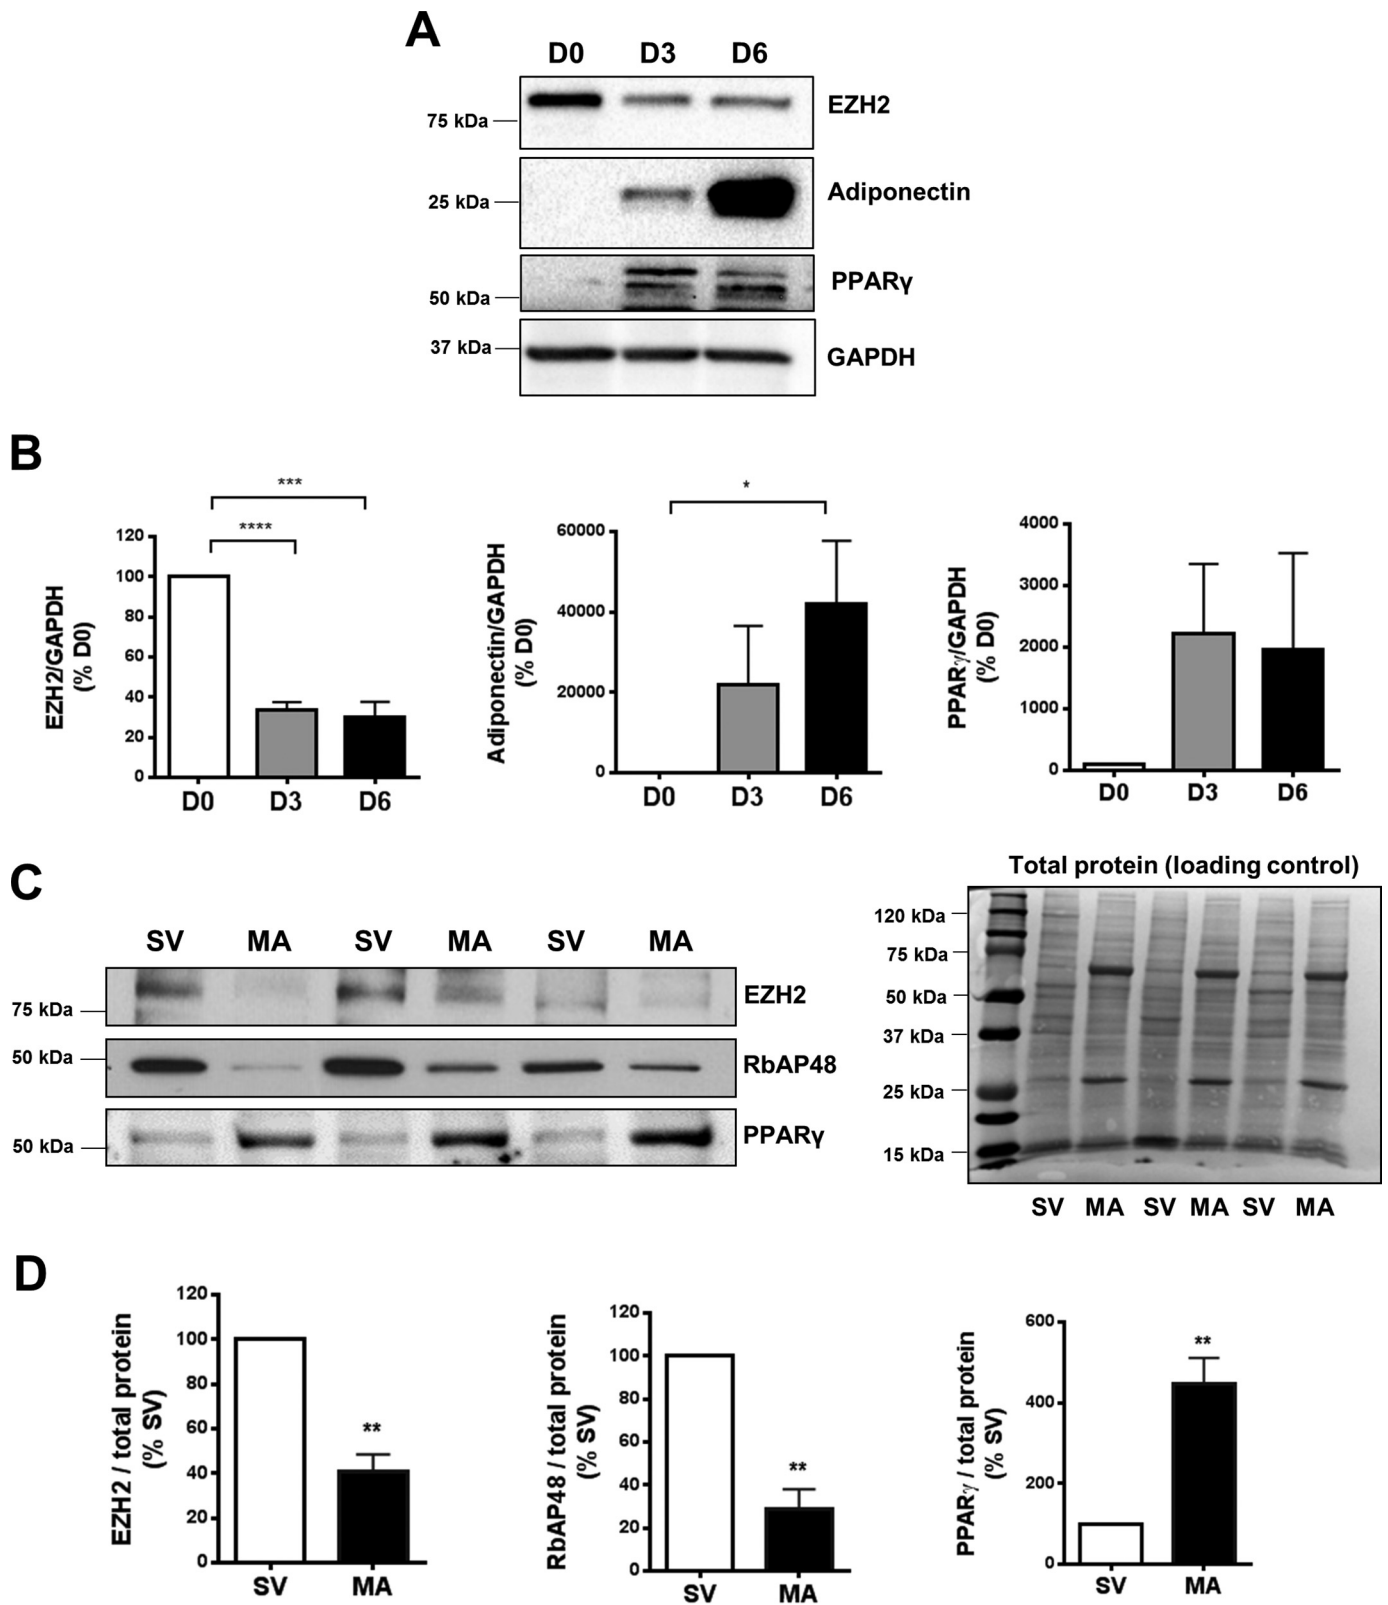 A
D0 D3 D6
EZH2
75 kDa
Adiponectin
25 kDa
PPARγ
50 kDa
37 kDa
GAPDH
B
***
****
120
100
80
60
40
20
0
EZH2/GAPDH
(% D0)
D0 D3 D6
*
60000
40000
20000
0
Adiponectin/GAPDH
(% D0)
D0 D3 D6
4000
3000
2000
1000
0
PPARγ/GAPDH
(% D0)
D0 D3 D6
C
SV MA SV MA SV MA
EZH2
75 kDa
50 kDa
RbAP48
PPARγ
50 kDa
Total protein (loading control)
120 kDa
75 kDa
50 kDa
37 kDa
25 kDa
15 kDa
SV MA SV MA SV MA
D
120
100
80
60
40
20
0
EZH2 / total protein
(% SV)
**
SV MA
120
100
80
60
40
20
0
RbAP48 / total protein
(% SV)
**
SV MA
600
400
200
0
PPARγ / total protein
(% SV)
**
SV MA